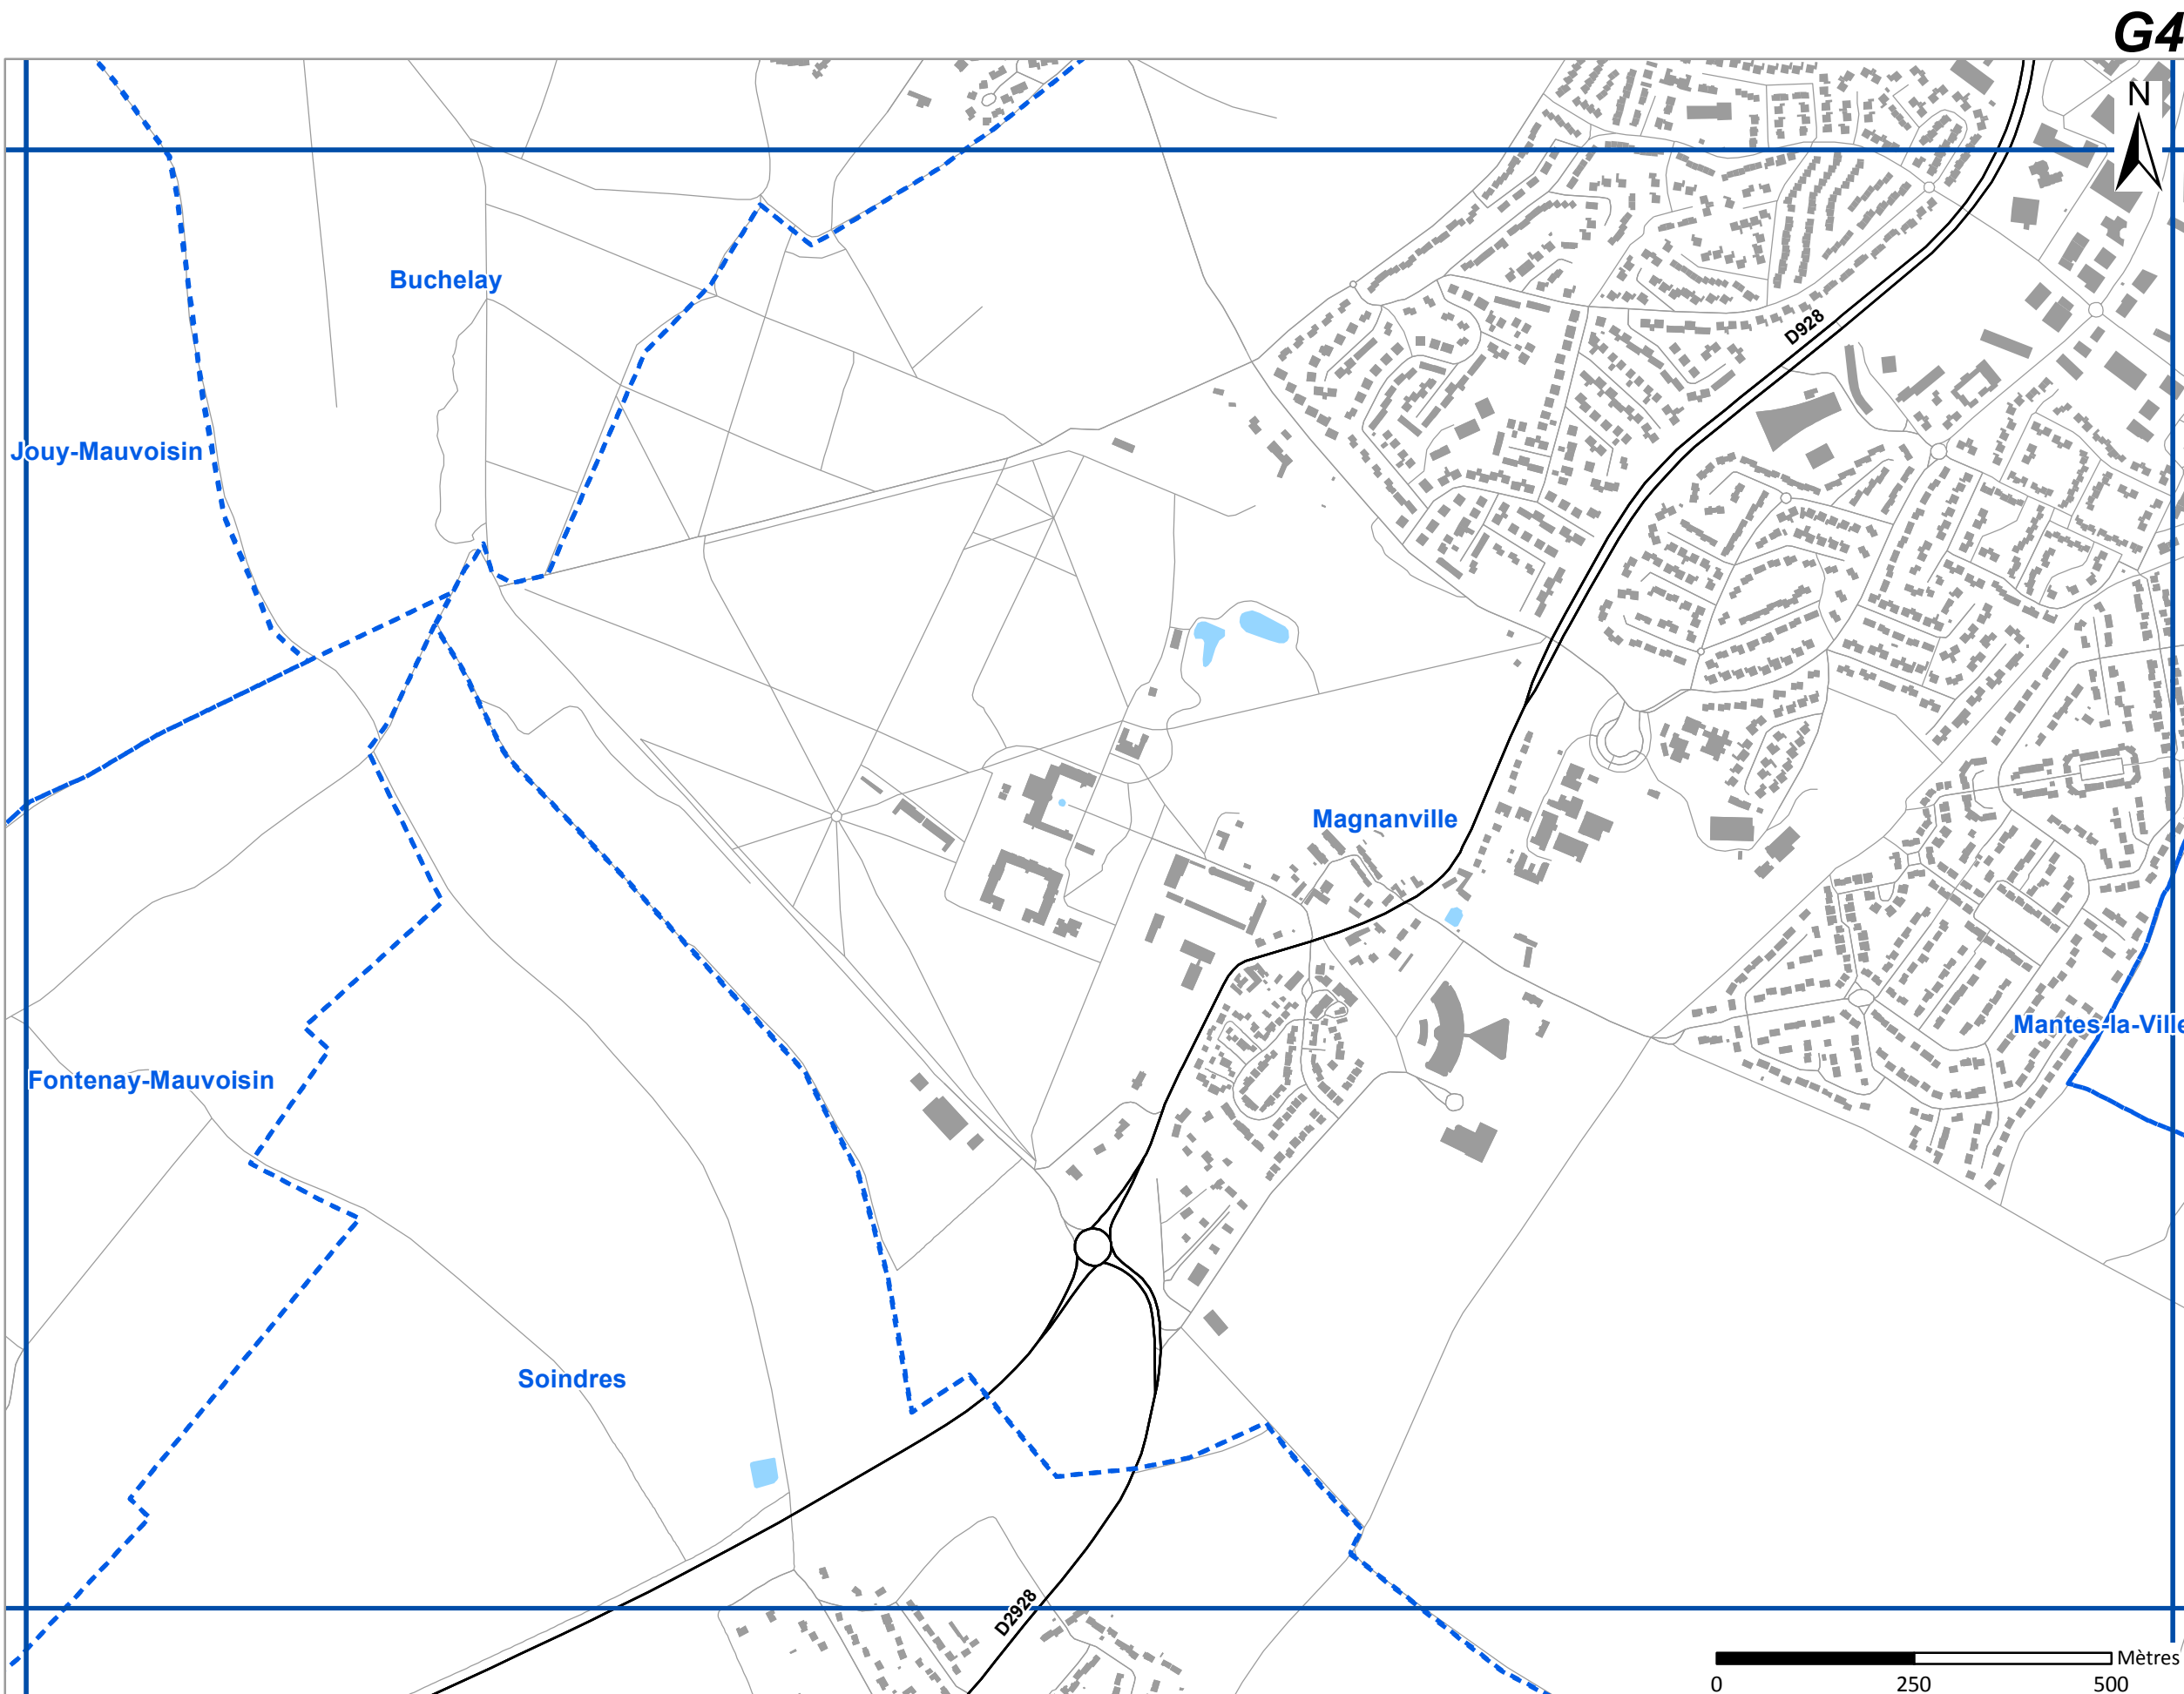 G4
N
Buchelay
D928
Jouy-Mauvoisin
Magnanville
Mantes-la-Ville
Fontenay-Mauvoisin
Soindres
D2928
Mètres
0 250 500